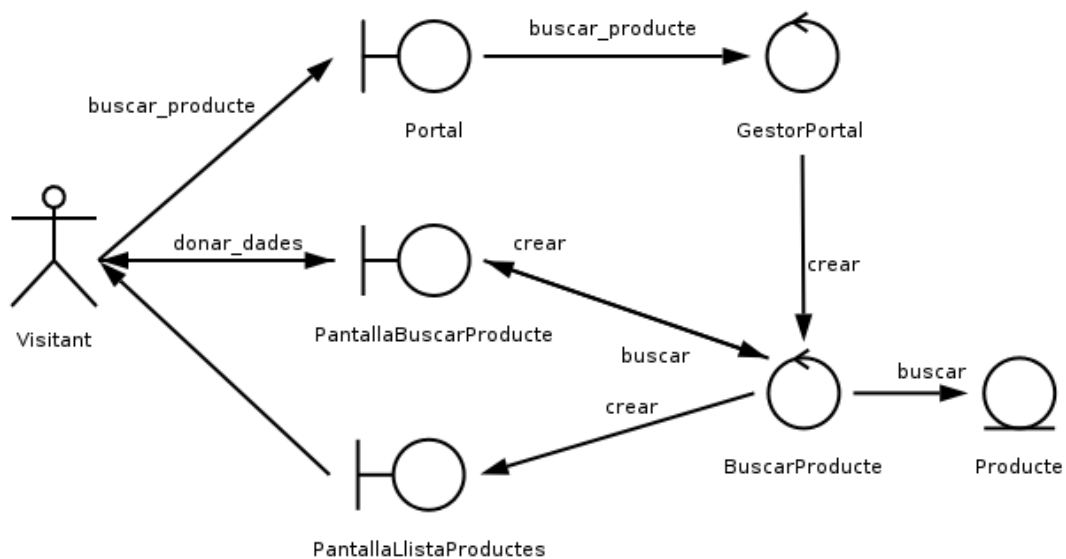 buscar_producte
buscar_producte
Portal
GestorPortal
donar_dades
crear
crear
Visitant
PantallaBuscarProducte
buscar
buscar
crear
BuscarProducte
Producte
PantallaLlistaProductes